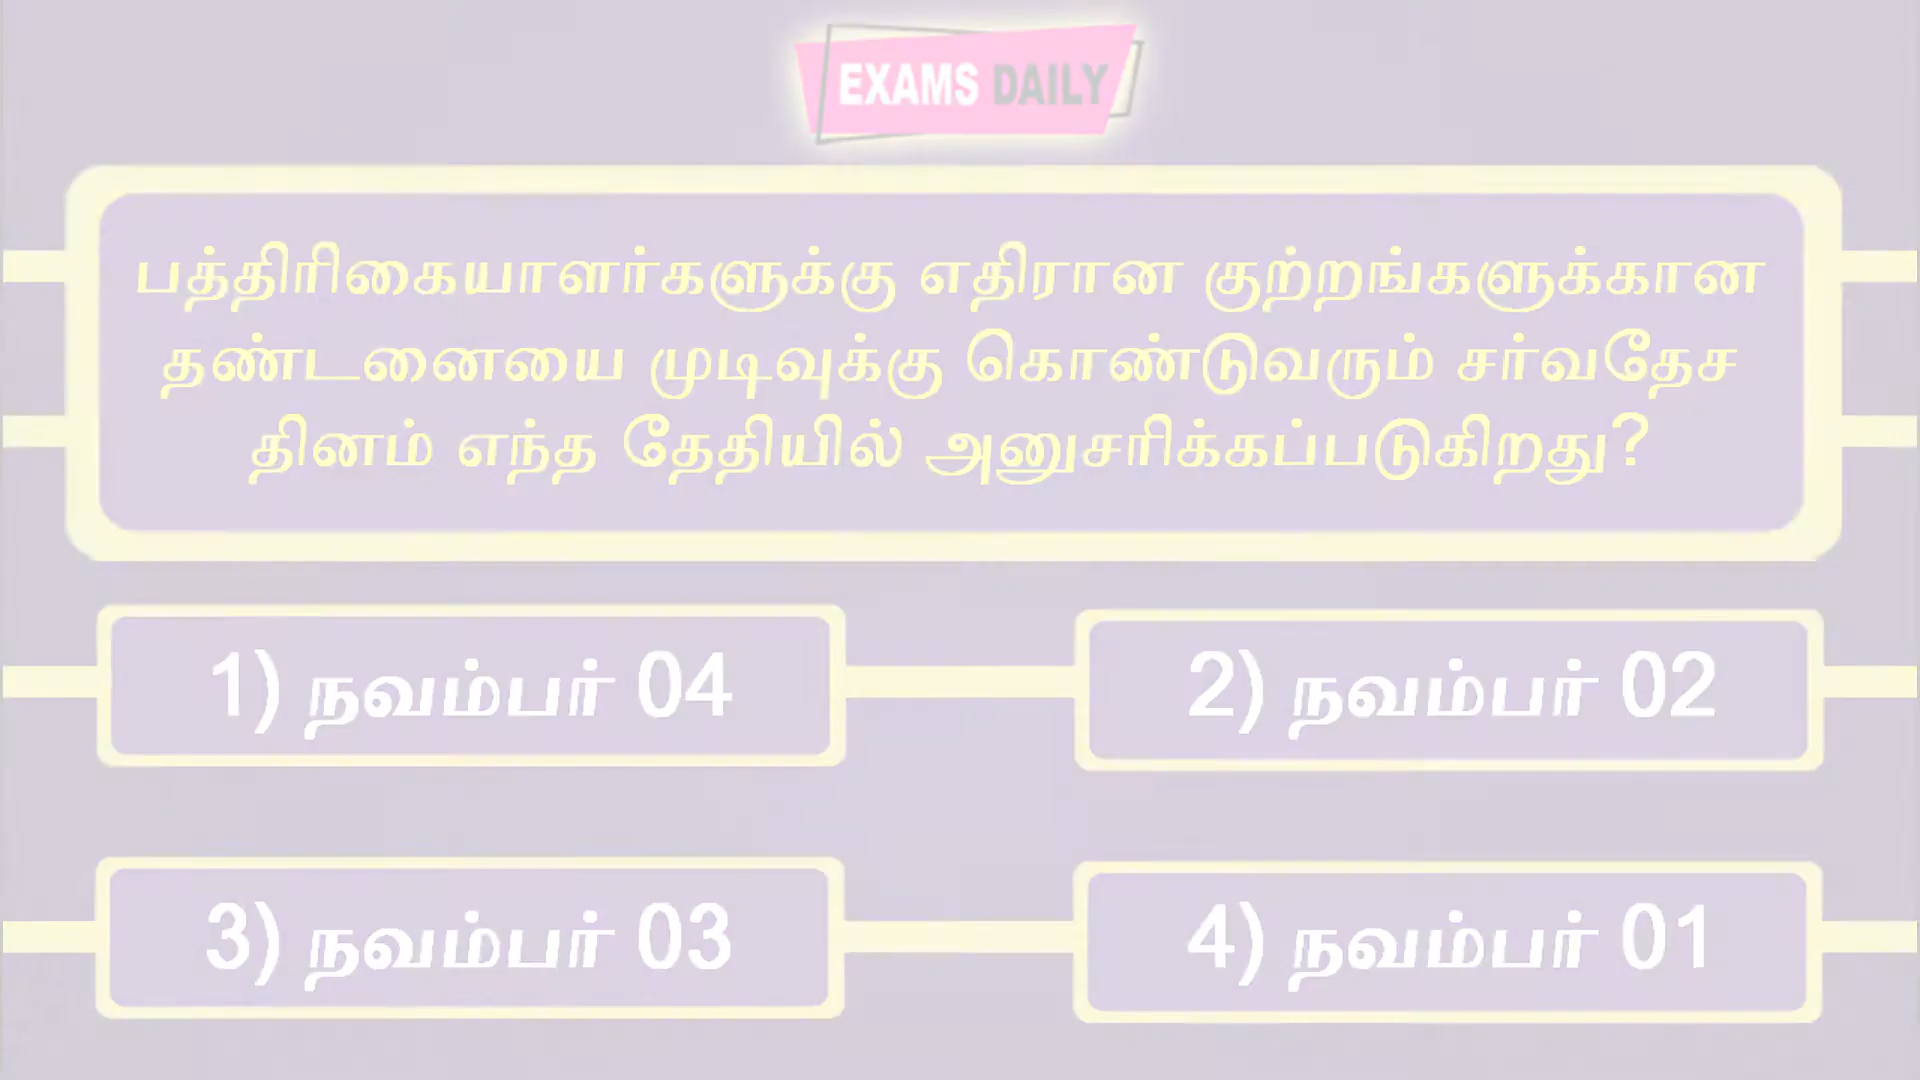 EXAMS DAILY
பத்திரிகையாளர்களுக்கு எதிரான குற்றங்களுக்கான
தண்டனையை முடிவுக்கு கொண்டுவரும் சர்வதேச
தினம் எந்த தேதியில் அனுசரிக்கப்படுகிறது?
1) நவம்பர் 04
2) நவம்பர் 02
3) நவம்பர் 03
4) நவம்பர் 01